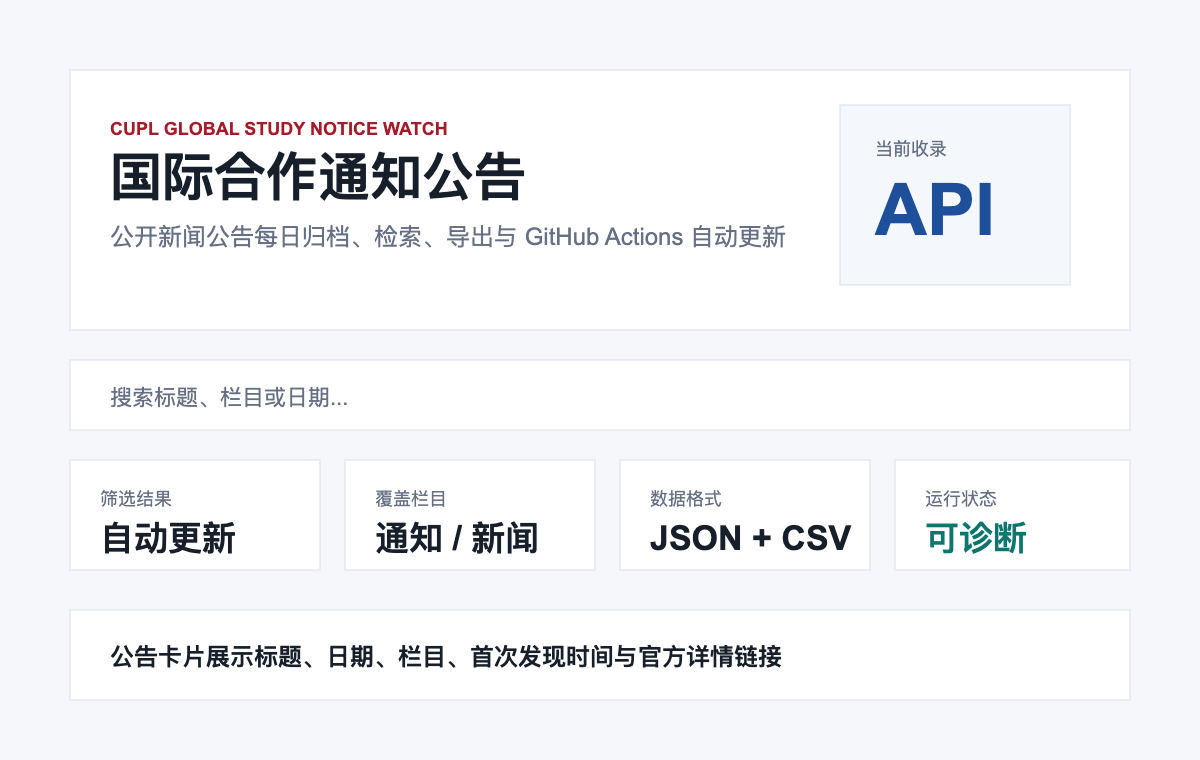 CUPL GLOBAL STUDY NOTICE WATCH
国际合作通知公告
公开新闻公告每日归档、检索、导出与 GitHub Actions 自动更新
当前收录
API
搜索标题、栏目或日期...
筛选结果
自动更新
覆盖栏目
通知 / 新闻
数据格式
JSON + CSV
运行状态
可诊断
公告卡片展示标题、日期、栏目、首次发现时间与官方详情链接